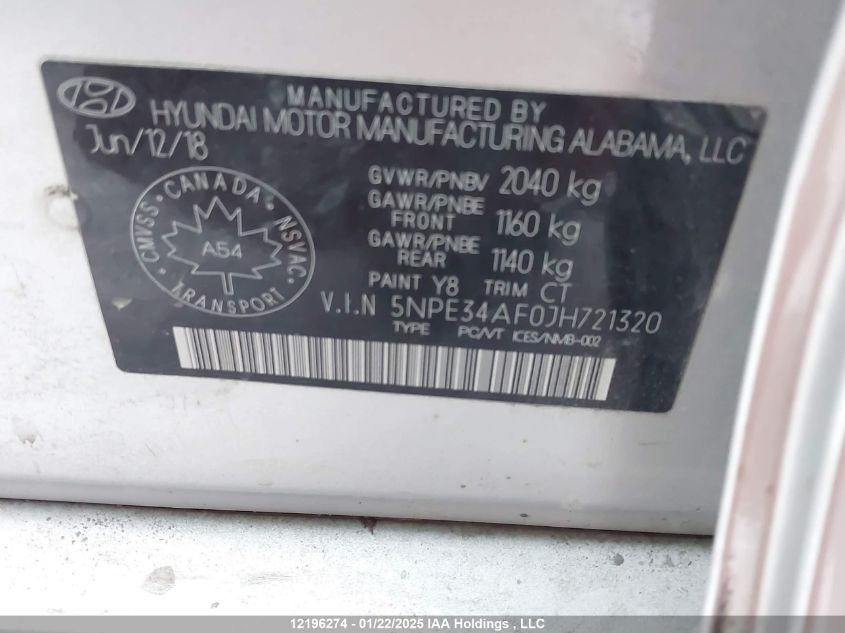 MANUFACTURED BY
HYUNDAI MOTOR MANUFACTURING ALABAMA, LLC
Jun/12/18
GVWR/PNBV 2040 kg
GAWR/PNBE FRONT 1160 kg
GAWR/PNBE REAR 1140 kg
PAINT Y8 TRIM CT
CANADA · NSVAC · TRANSPORT · CMVSS ·
A54
V.I.N 5NPE34AF0JH721320
TYPE PC/VT ICES/NMB-002
12196274 - 01/22/2025 IAA Holdings , LLC